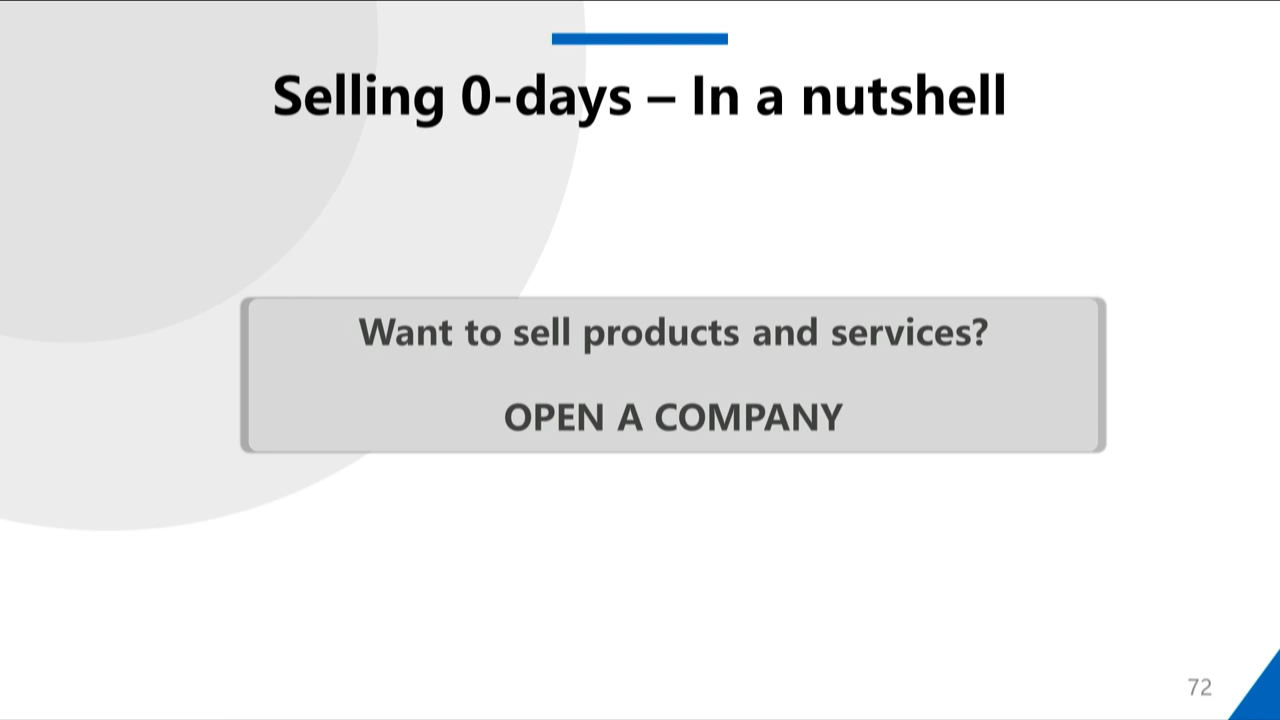 Selling 0-days – In a nutshell
Want to sell products and services?
OPEN A COMPANY
72